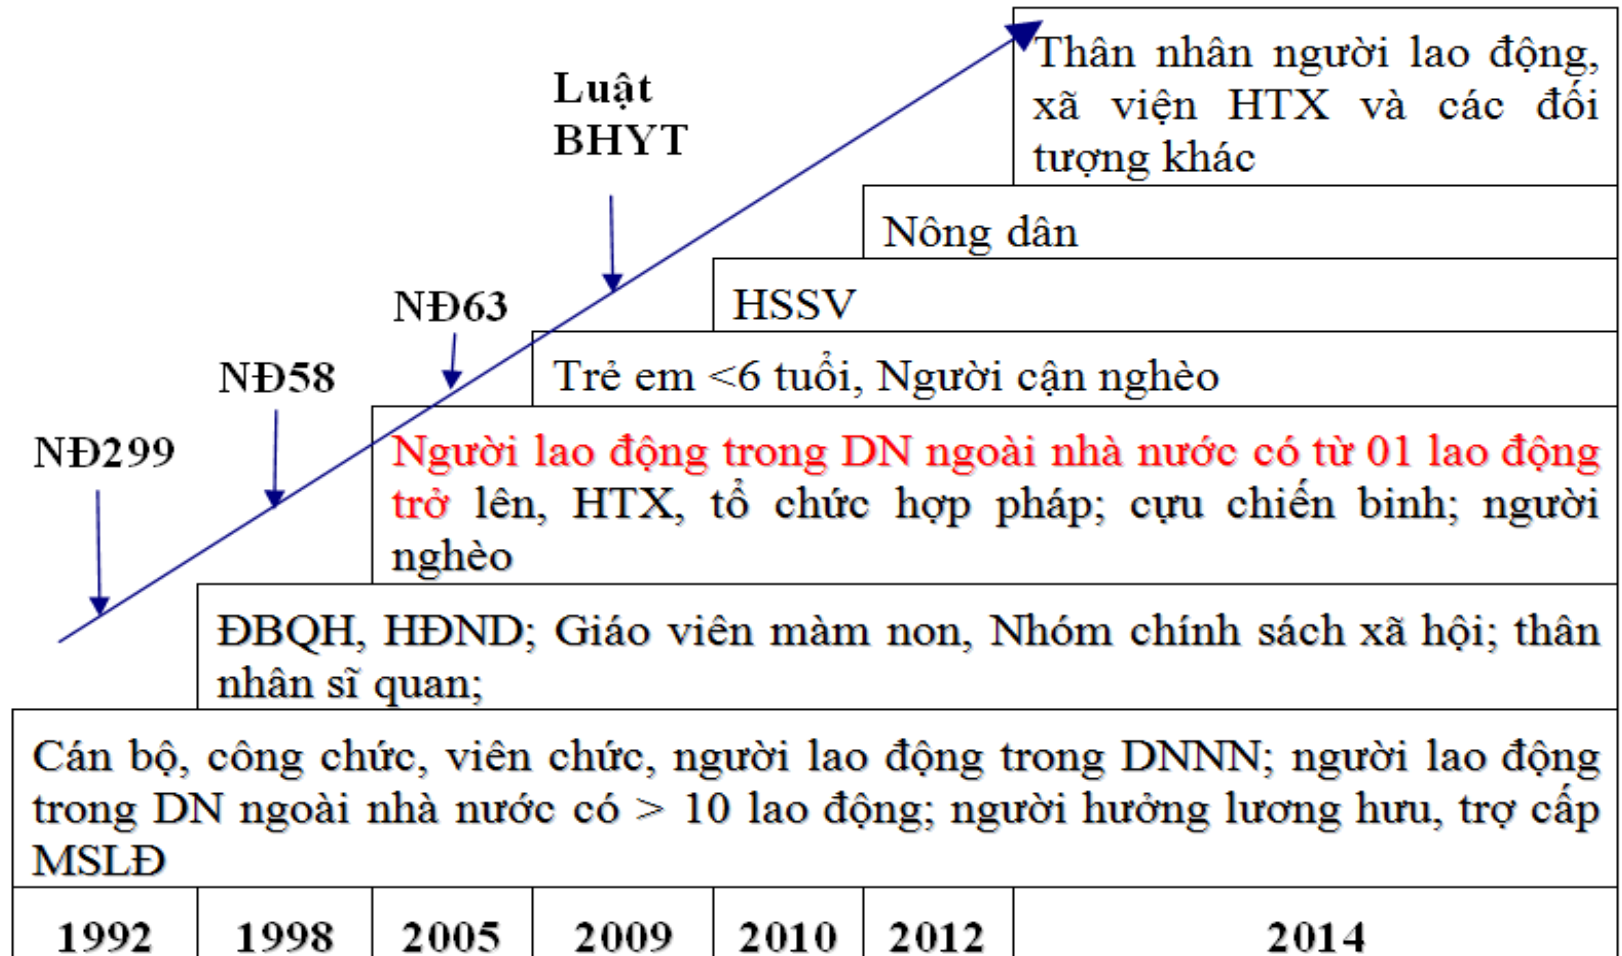 Thân nhân người lao động,
xã viện HTX và các đối
tượng khác
Luật
BHYT
Nông dân
HSSV
NĐ63
Trẻ em <6 tuổi, Người cận nghèo
NĐ58
Người lao động trong DN ngoài nhà nước có từ 01 lao động
trở lên, HTX, tổ chức hợp pháp; cựu chiến binh; người
nghèo
NĐ299
ĐBQH, HĐND; Giáo viên màm non, Nhóm chính sách xã hội; thân
nhân sĩ quan;
Cán bộ, công chức, viên chức, người lao động trong DNNN; người lao động
trong DN ngoài nhà nước có > 10 lao động; người hưởng lương hưu, trợ cấp
MSLĐ
1992 1998 2005 2009 2010 2012 2014